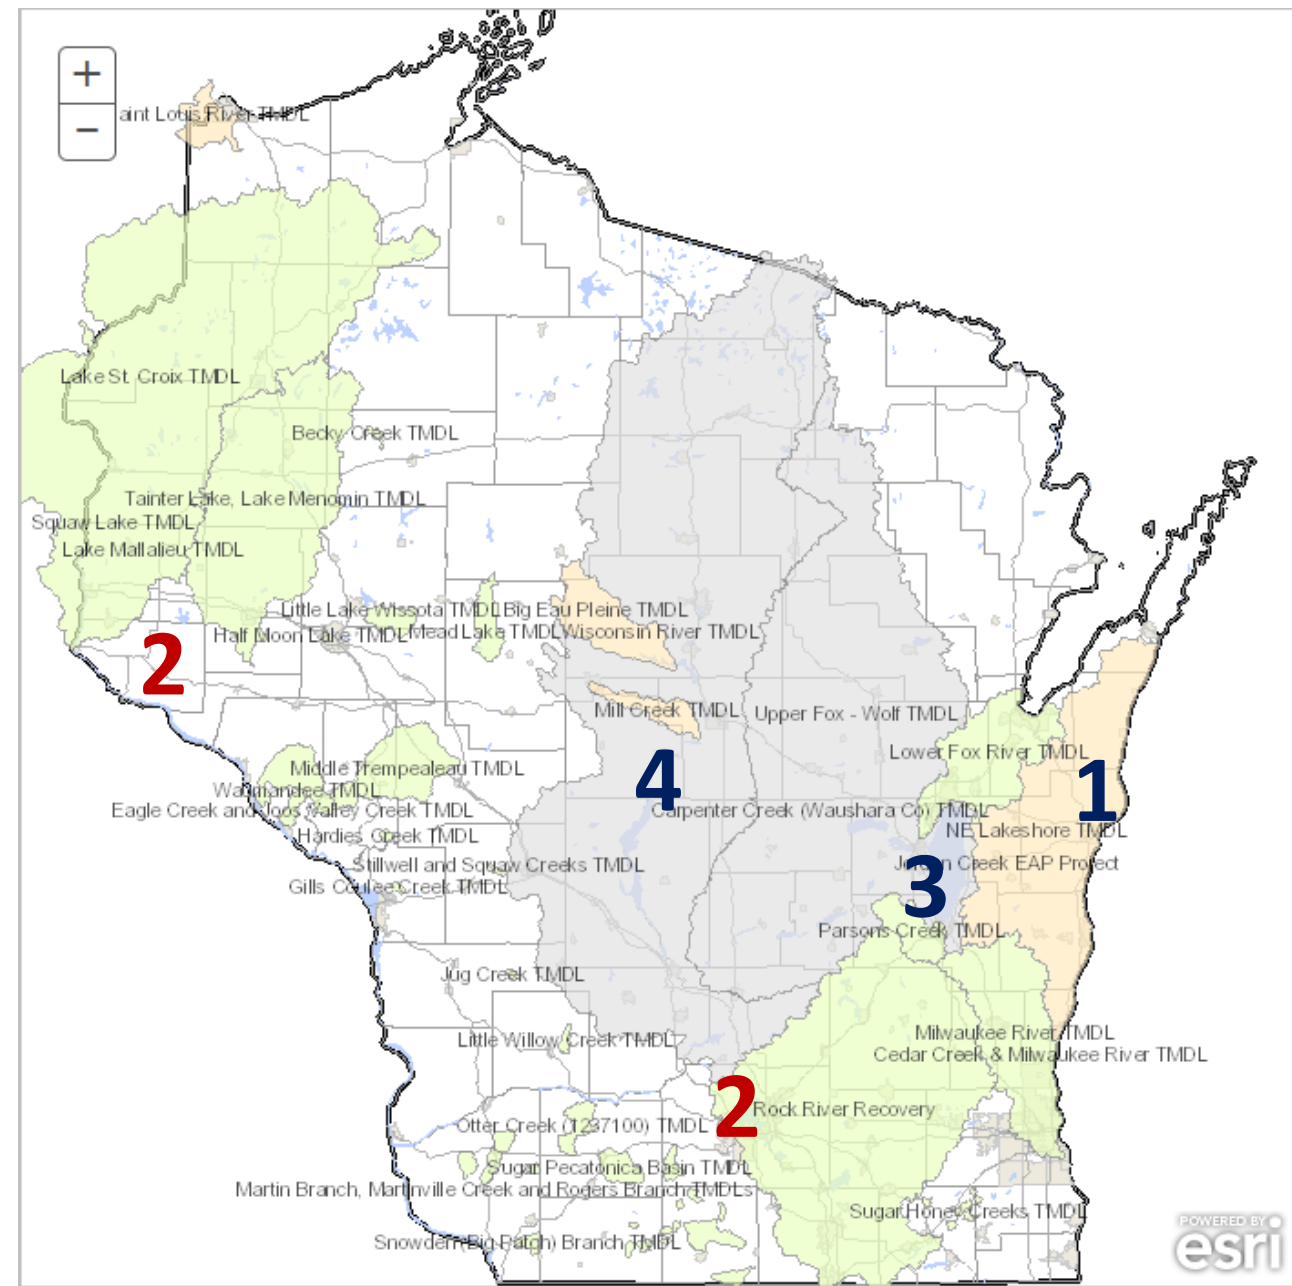 +
−
aint Louis River TMDL
Lake St. Croix TMDL
Becky Creek TMDL
Tainter Lake, Lake Menomin TMDL
Squaw Lake TMDL
Lake Mallalieu TMDL
Little Lake Wissota TMDL
Big Eau Pleine TMDL
Half Moon Lake TMDL
Mead Lake TMDL
Wisconsin River TMDL
2
Mill Creek TMDL
Upper Fox - Wolf TMDL
Lower Fox River TMDL
Middle Trempealeau TMDL
4
1
Waumandee TMDL
Eagle Creek and Joos Valley Creek TMDL
Carpenter Creek (Waushara Co) TMDL
Hardies Creek TMDL
NE Lakeshore TMDL
Stillwell and Squaw Creeks TMDL
Creek EAP Project
Gills Coulee Creek TMDL
3
Parsons Creek TMDL
Jug Creek TMDL
Little Willow Creek TMDL
Milwaukee River TMDL
Cedar Creek & Milwaukee River TMDL
2
Rock River Recovery
Otter Creek (1237100) TMDL
Sugar Pecatonica Basin TMDL
Martin Branch, Martinville Creek and Rogers Branch TMDLs
Sugar Honey Creeks TMDL
Snowden (Big Patch) Branch TMDL
POWERED BY
esri